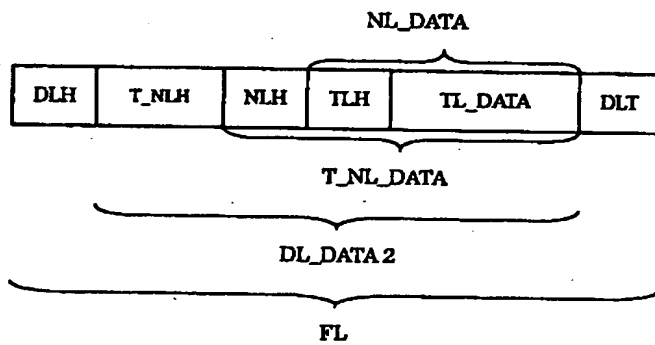 NL_DATA
DLH T_NLH NLH TLH TL_DATA DLT
T_NL_DATA
DL_DATA 2
FL